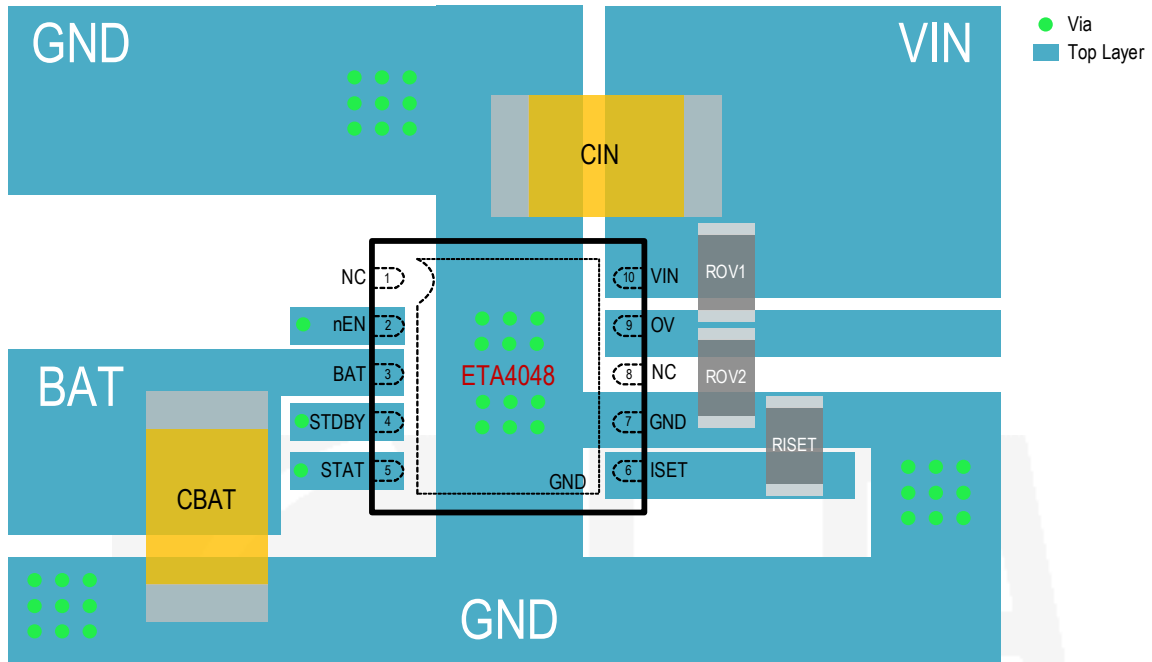 GND
VIN
Via
Top Layer
CIN
NC
1
10
VIN
ROV1
nEN
2
9
OV
BAT
BAT
3
ETA4048
8
NC
ROV2
STDBY
4
7
GND
RISET
STAT
5
GND
6
ISET
CBAT
GND